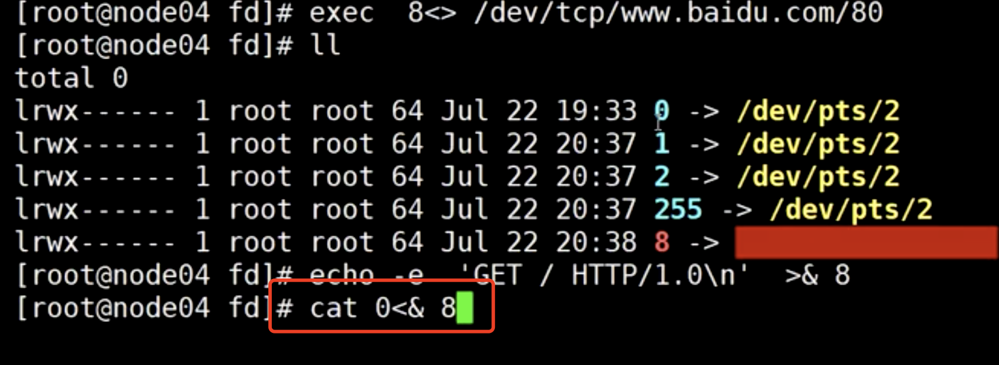 [root@node04 fd]# exec  8<> /dev/tcp/www.baidu.com/80
[root@node04 fd]# ll
total 0
lrwx------ 1 root root 64 Jul 22 19:33 0 -> /dev/pts/2
lrwx------ 1 root root 64 Jul 22 20:37 1 -> /dev/pts/2
lrwx------ 1 root root 64 Jul 22 20:37 2 -> /dev/pts/2
lrwx------ 1 root root 64 Jul 22 20:37 255 -> /dev/pts/2
lrwx------ 1 root root 64 Jul 22 20:38 8 ->
[root@node04 fd]# echo -e  'GET / HTTP/1.0\n'  >& 8
[root@node04 fd]# cat 0<& 8